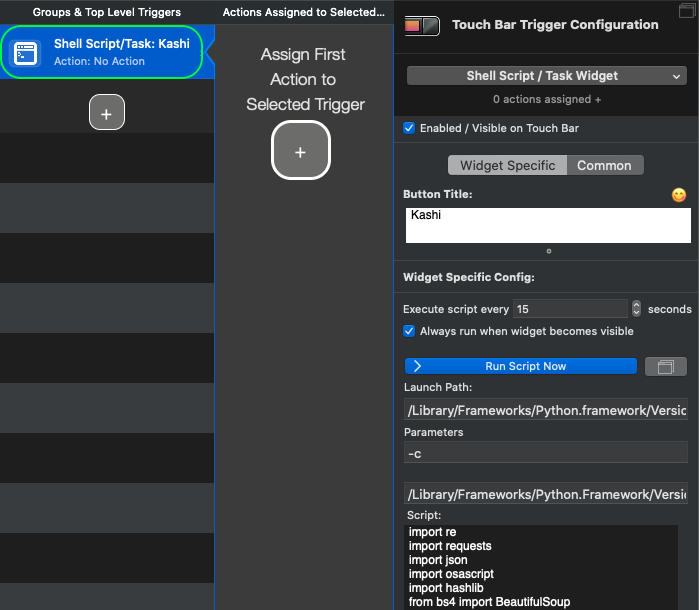 Groups & Top Level Triggers
Shell Script/Task: Kashi
Action: No Action
+
Actions Assigned to Selected...
Assign First
Action to
Selected Trigger
+
Touch Bar Trigger Configuration
Shell Script / Task Widget
0 actions assigned +
Enabled / Visible on Touch Bar
Widget Specific
Common
Button Title:
Kashi
Widget Specific Config:
Execute script every 15 seconds
Always run when widget becomes visible
Run Script Now
Launch Path:
/Library/Frameworks/Python.framework/Versio
Parameters
-c
/Library/Frameworks/Python.Framework/Versio
Script:
import re
import requests
import json
import osascript
import hashlib
from bs4 import BeautifulSoup